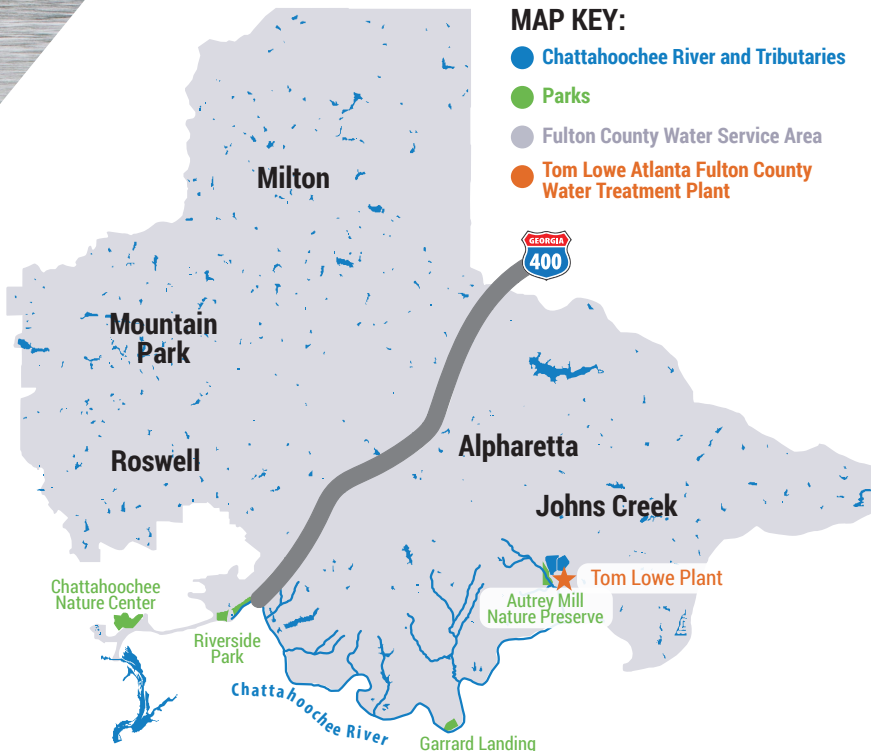 MAP KEY:
Chattahoochee River and Tributaries
Parks
Fulton County Water Service Area
Tom Lowe Atlanta Fulton County
Water Treatment Plant
Milton
GEORGIA
400
Mountain
Park
Alpharetta
Roswell
Johns Creek
Tom Lowe Plant
Chattahoochee
Nature Center
Autrey Mill
Nature Preserve
Riverside
Park
Chattahoochee River
Garrard Landing